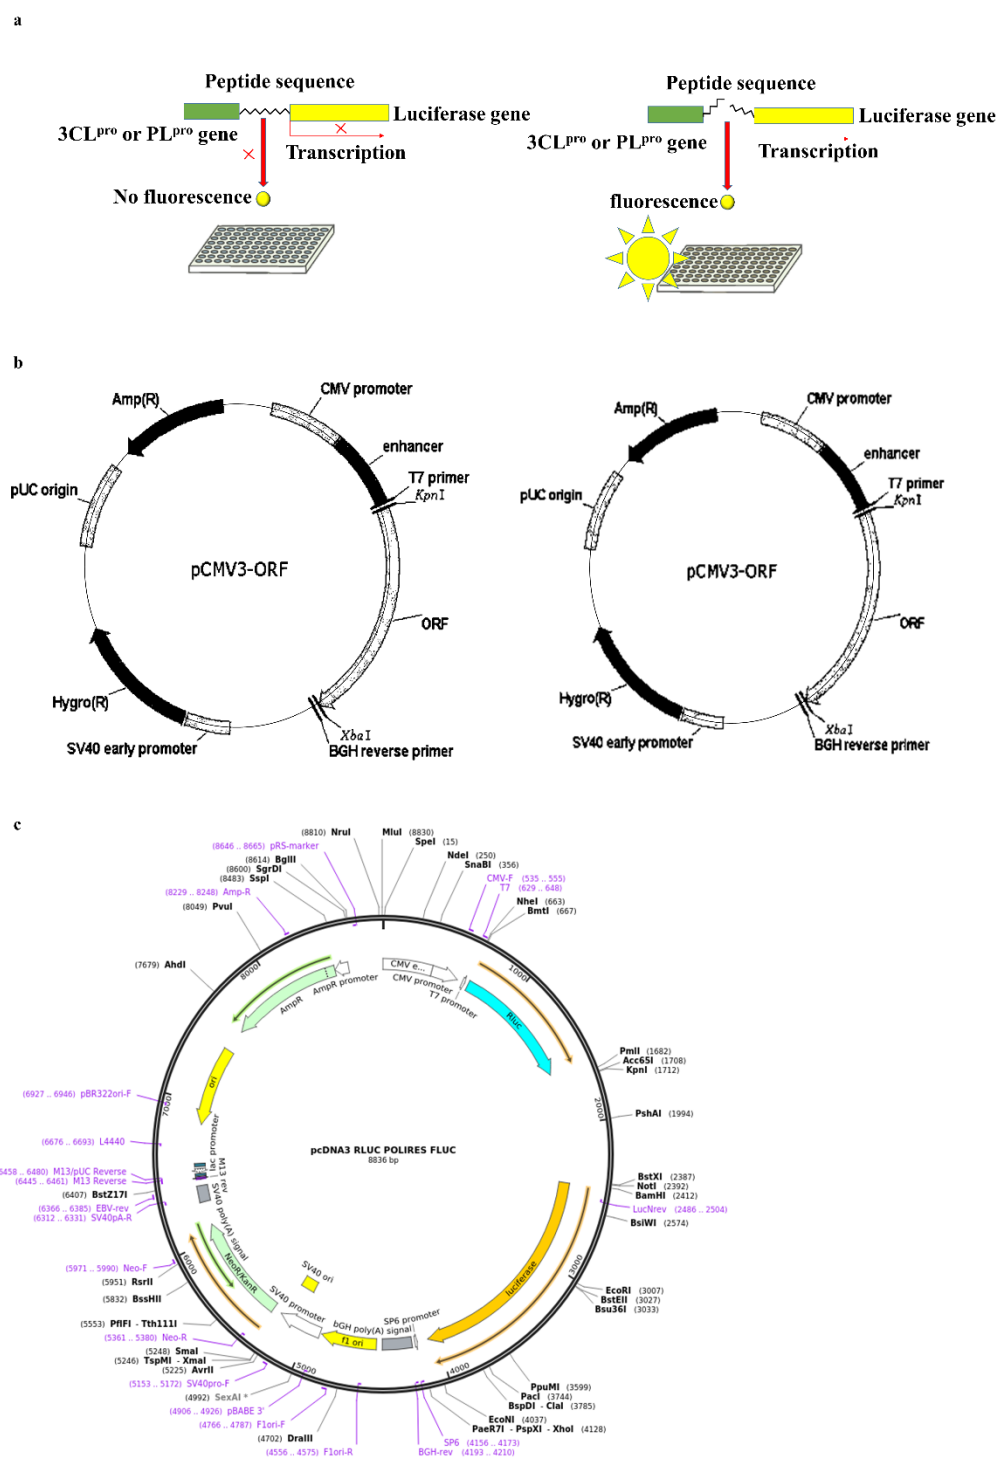 a
Peptide sequence
Luciferase gene
3CLpro or PLpro gene
Transcription
No fluorescence
Peptide sequence
Luciferase gene
3CLpro or PLpro gene
Transcription
fluorescence
b
CMV promoter
Amp(R)
enhancer
T7 primer
KpnI
pUC origin
pCMV3-ORF
ORF
Hygro(R)
XbaI
SV40 early promoter
BGH reverse primer
CMV promoter
Amp(R)
enhancer
T7 primer
KpnI
pUC origin
pCMV3-ORF
ORF
Hygro(R)
XbaI
SV40 early promoter
BGH reverse primer
c
(8810) NruI
MluI (8830)
SpeI (15)
(8646 .. 8665) pRS-marker
(8614) BglII
(8600) SgrDI
(8483) SspI
(8229 .. 8248) Amp-R
(8049) PvuI
(7679) AhdI
NdeI (250)
SnaBI (356)
CMV-F (535 .. 555)
T7 (629 .. 648)
NheI (663)
BmtI (667)
PmlI (1682)
Acc65I (1708)
KpnI (1712)
PshAI (1994)
BstXI (2387)
NotI (2392)
BamHI (2412)
LucNrev (2486 .. 2504)
BsiWI (2574)
EcoRI (3007)
BstEII (3027)
Bsu36I (3033)
PpuMI (3599)
PacI (3744)
BspDI - ClaI (3785)
EcoNI (4037)
PaeR7I - PspXI - XhoI (4128)
SP6 (4156 .. 4173)
BGH-rev (4193 .. 4210)
(4556 .. 4575) F1ori-R
(4702) DraIII
(4766 .. 4787) F1ori-F
(4906 .. 4926) pBABE 3'
(4992) SexAI *
(5153 .. 5172) SV40pro-F
(5225) AvrII
(5246) TspMI - XmaI
(5248) SmaI
(5361 .. 5380) Neo-R
(5553) PflFI - Tth111I
(5832) BssHII
(5951) RsrII
(5971 .. 5990) Neo-F
(6312 .. 6331) SV40pA-R
(6366 .. 6385) EBV-rev
(6407) BstZ17I
(6445 .. 6461) M13 Reverse
6458 .. 6480) M13/pUC Reverse
(6676 .. 6693) L4440
(6927 .. 6946) pBR322ori-F
1000
2000
3000
4000
5000
6000
7000
8000
CMV e...
CMV promoter
T7 promoter
Rluc
luciferase
SP6 promoter
bGH poly(A) signal
f1 ori
SV40 promoter
SV40 ori
NeoR/KanR
SV40 poly(A) signal
M13 rev
lac promoter
ori
AmpR
AmpR promoter
pcDNA3 RLUC POLIRES FLUC
8836 bp